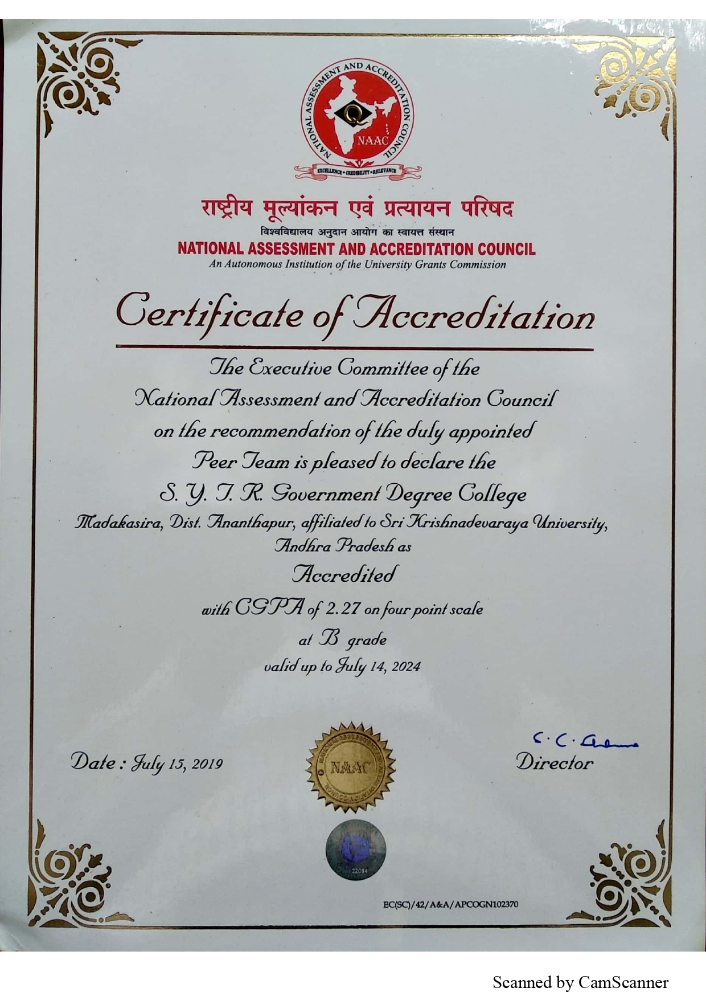 NATIONAL ASSESSMENT AND ACCREDITATION COUNCIL
Q
NAAC
EXCELLENCE • CREDIBILITY • RELEVANCE
राष्ट्रीय मूल्यांकन एवं प्रत्यायन परिषद
विश्वविद्यालय अनुदान आयोग का स्वायत्त संस्थान
NATIONAL ASSESSMENT AND ACCREDITATION COUNCIL
An Autonomous Institution of the University Grants Commission
Certificate of Accreditation
The Executive Committee of the
National Assessment and Accreditation Council
on the recommendation of the duly appointed
Peer Team is pleased to declare the
S. Y. T. R. Government Degree College
Madakasira, Dist. Ananthapur, affiliated to Sri Krishnadevaraya University,
Andhra Pradesh as
Accredited
with CGPA of 2.27 on four point scale
at B grade
valid up to July 14, 2024
S. C.
Date : July 15, 2019
Director
NATIONAL ASSESSMENT AND ACCREDITATION COUNCIL
NAAC
22094
EC(SC)/42/A&A/APCOGN102370
Scanned by CamScanner